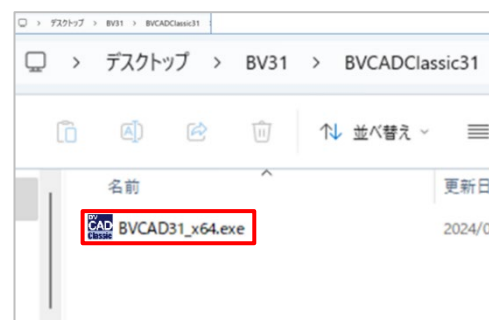 デスクトップ > BV31 > BVCADClassic31
デスクトップ > BV31 > BVCADClassic31
並べ替え
名前
更新日
BV
CAD
Classic
BVCAD31_x64.exe
2024/0